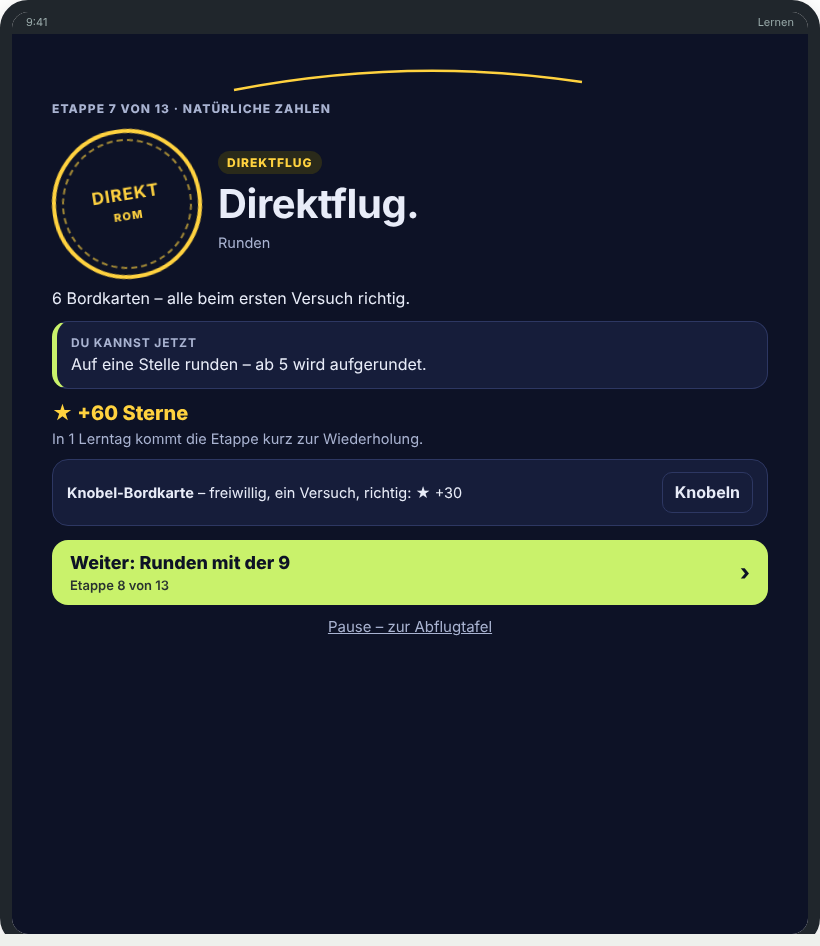 9:41
Lernen
ETAPPE 7 VON 13 · NATÜRLICHE ZAHLEN
DIREKT
ROM
DIREKTFLUG
Direktflug.
Runden
6 Bordkarten – alle beim ersten Versuch richtig.
DU KANNST JETZT
Auf eine Stelle runden – ab 5 wird aufgerundet.
★ +60 Sterne
In 1 Lerntag kommt die Etappe kurz zur Wiederholung.
Knobel-Bordkarte – freiwillig, ein Versuch, richtig: ★ +30
Knobeln
Weiter: Runden mit der 9
Etappe 8 von 13
›
Pause – zur Abflugtafel